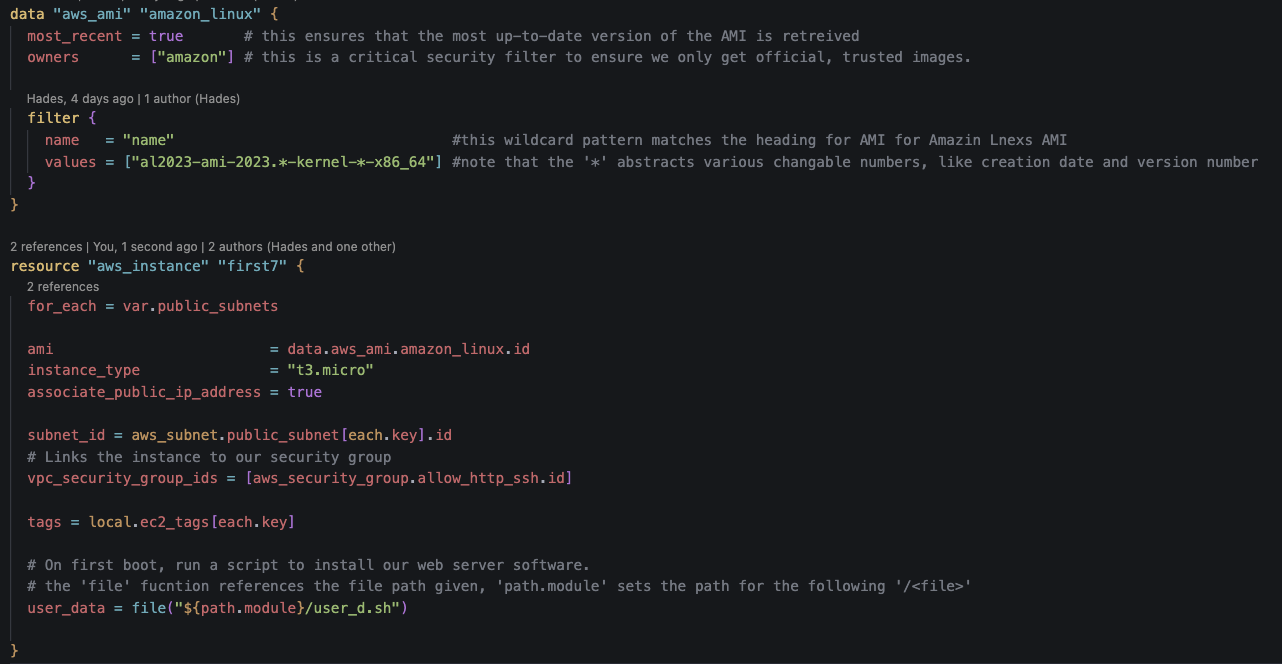 data "aws_ami" "amazon_linux" {
most_recent = true # this ensures that the most up-to-date version of the AMI is retreived
owners = ["amazon"] # this is a critical security filter to ensure we only get official, trusted images.
Hades, 4 days ago | 1 author (Hades)
filter {
name = "name" #this wildcard pattern matches the heading for AMI for Amazin Lnexs AMI
values = ["al2023-ami-2023.*-kernel-*-x86_64"] #note that the '*' abstracts various changable numbers, like creation date and version number
}
}
2 references | You, 1 second ago | 2 authors (Hades and one other)
resource "aws_instance" "first7" {
2 references
for_each = var.public_subnets
ami = data.aws_ami.amazon_linux.id
instance_type = "t3.micro"
associate_public_ip_address = true
subnet_id = aws_subnet.public_subnet[each.key].id
# Links the instance to our security group
vpc_security_group_ids = [aws_security_group.allow_http_ssh.id]
tags = local.ec2_tags[each.key]
# On first boot, run a script to install our web server software.
# the 'file' fucntion references the file path given, 'path.module' sets the path for the following '/<file>'
user_data = file("${path.module}/user_d.sh")
}